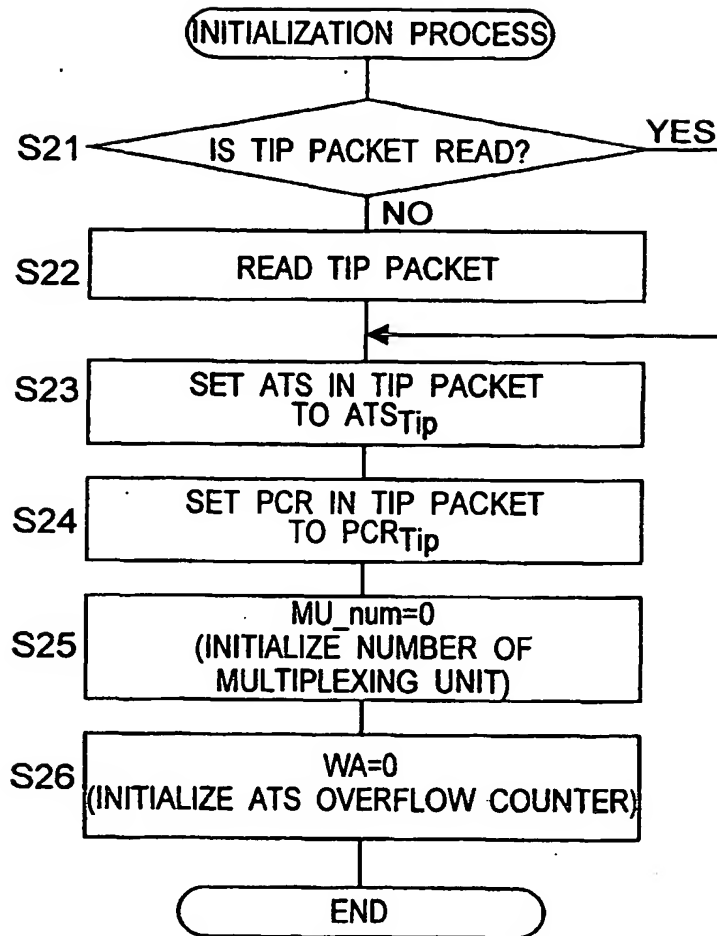 INITIALIZATION PROCESS
S21
IS TIP PACKET READ?
YES
NO
S22
READ TIP PACKET
S23
SET ATS IN TIP PACKET
TO ATSTip
S24
SET PCR IN TIP PACKET
TO PCRTip
S25
MU_num=0
(INITIALIZE NUMBER OF
MULTIPLEXING UNIT)
S26
WA=0
(INITIALIZE ATS OVERFLOW COUNTER)
END